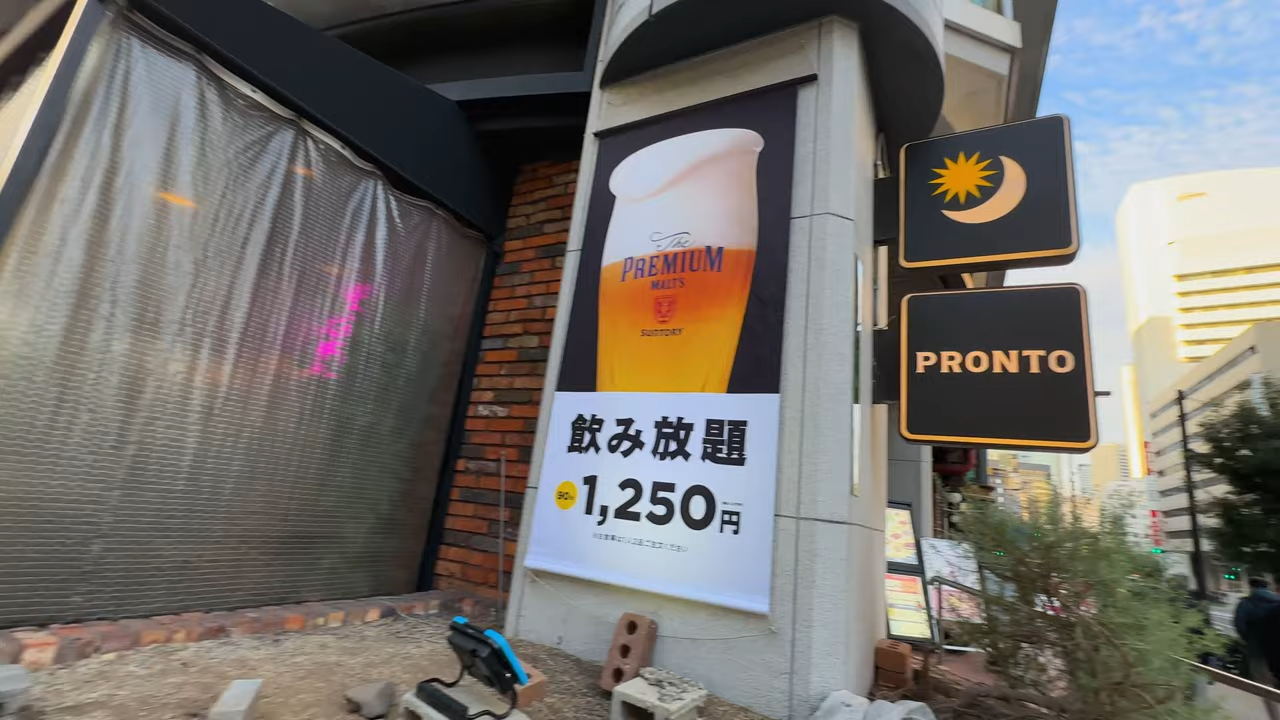 The
PREMIUM
MALT'S
SUNTORY
飲み放題
90分 1,250円
PRONTO